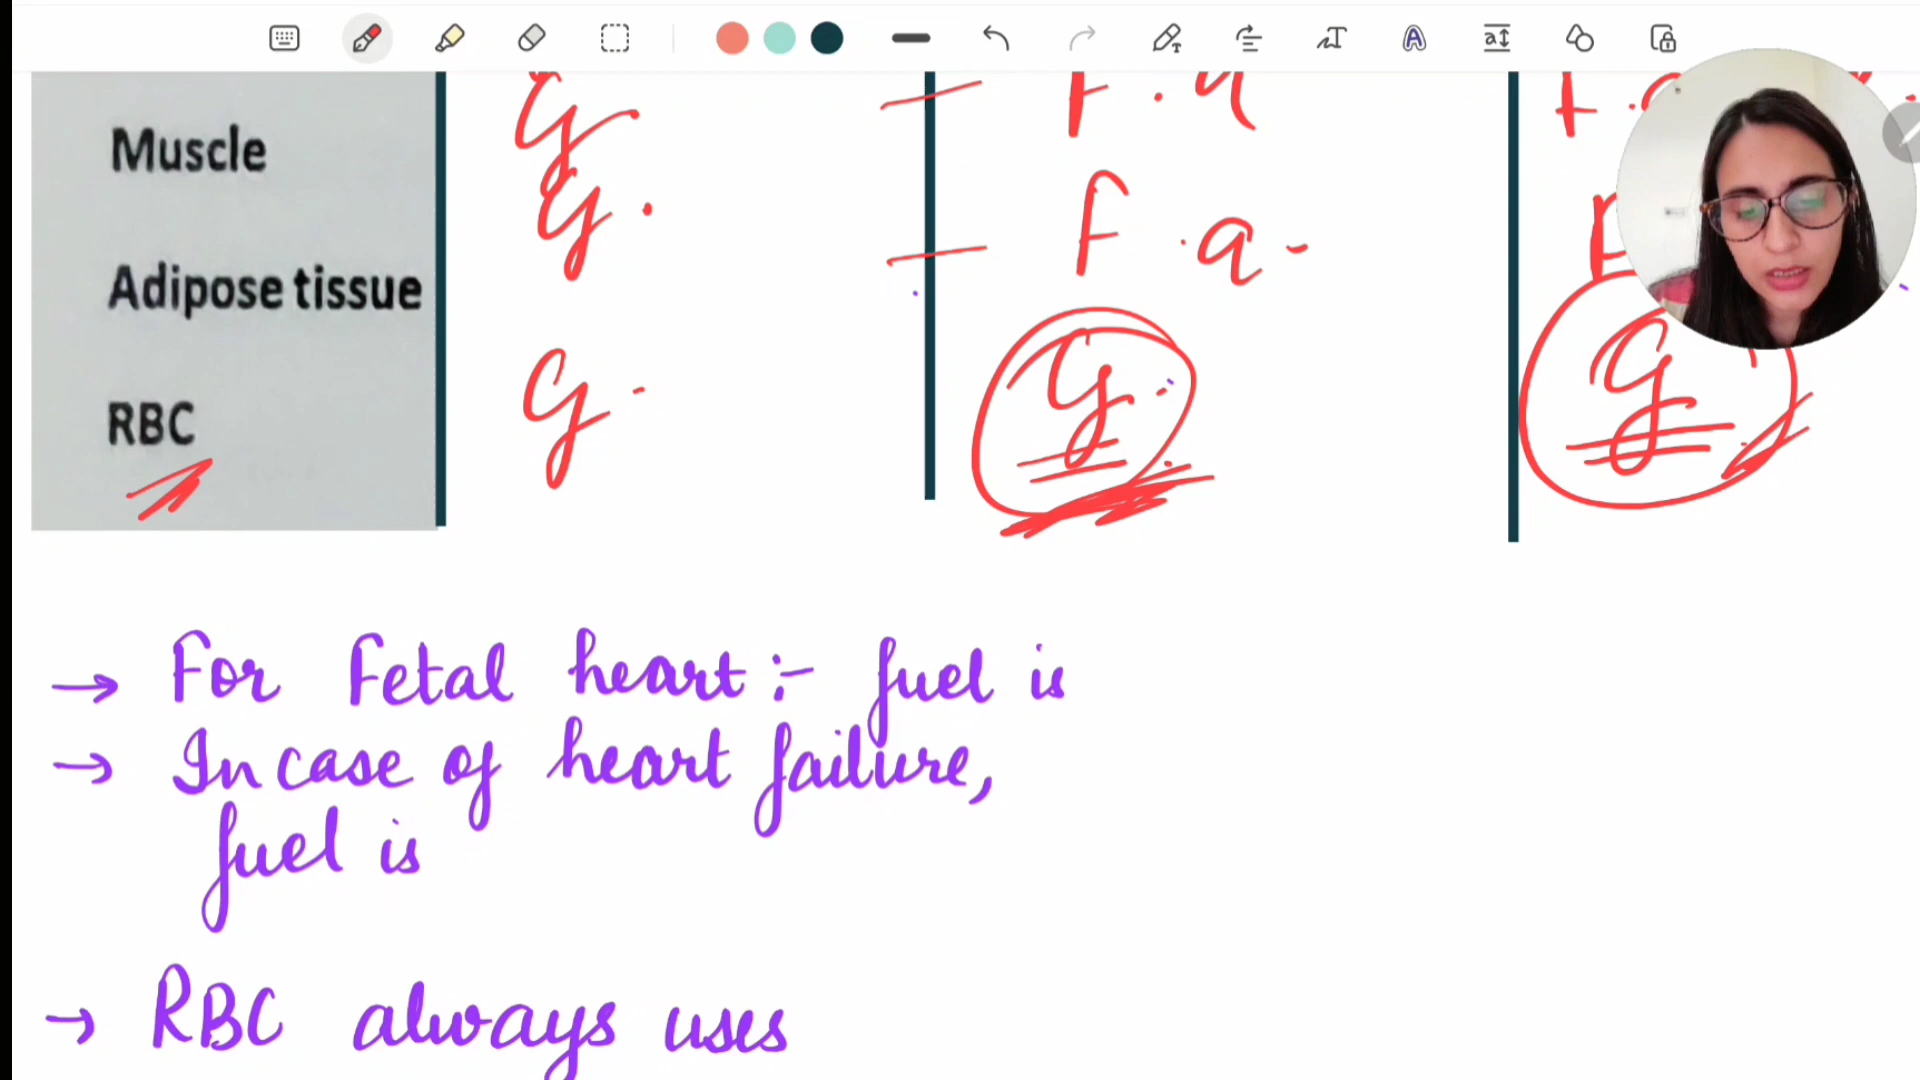 Muscle G. F.a
G. F.a
Adipose tissue
RBC G. G. G
→ For Fetal heart :- fuel is
→ In case of heart failure,
fuel is
→ RBC always uses